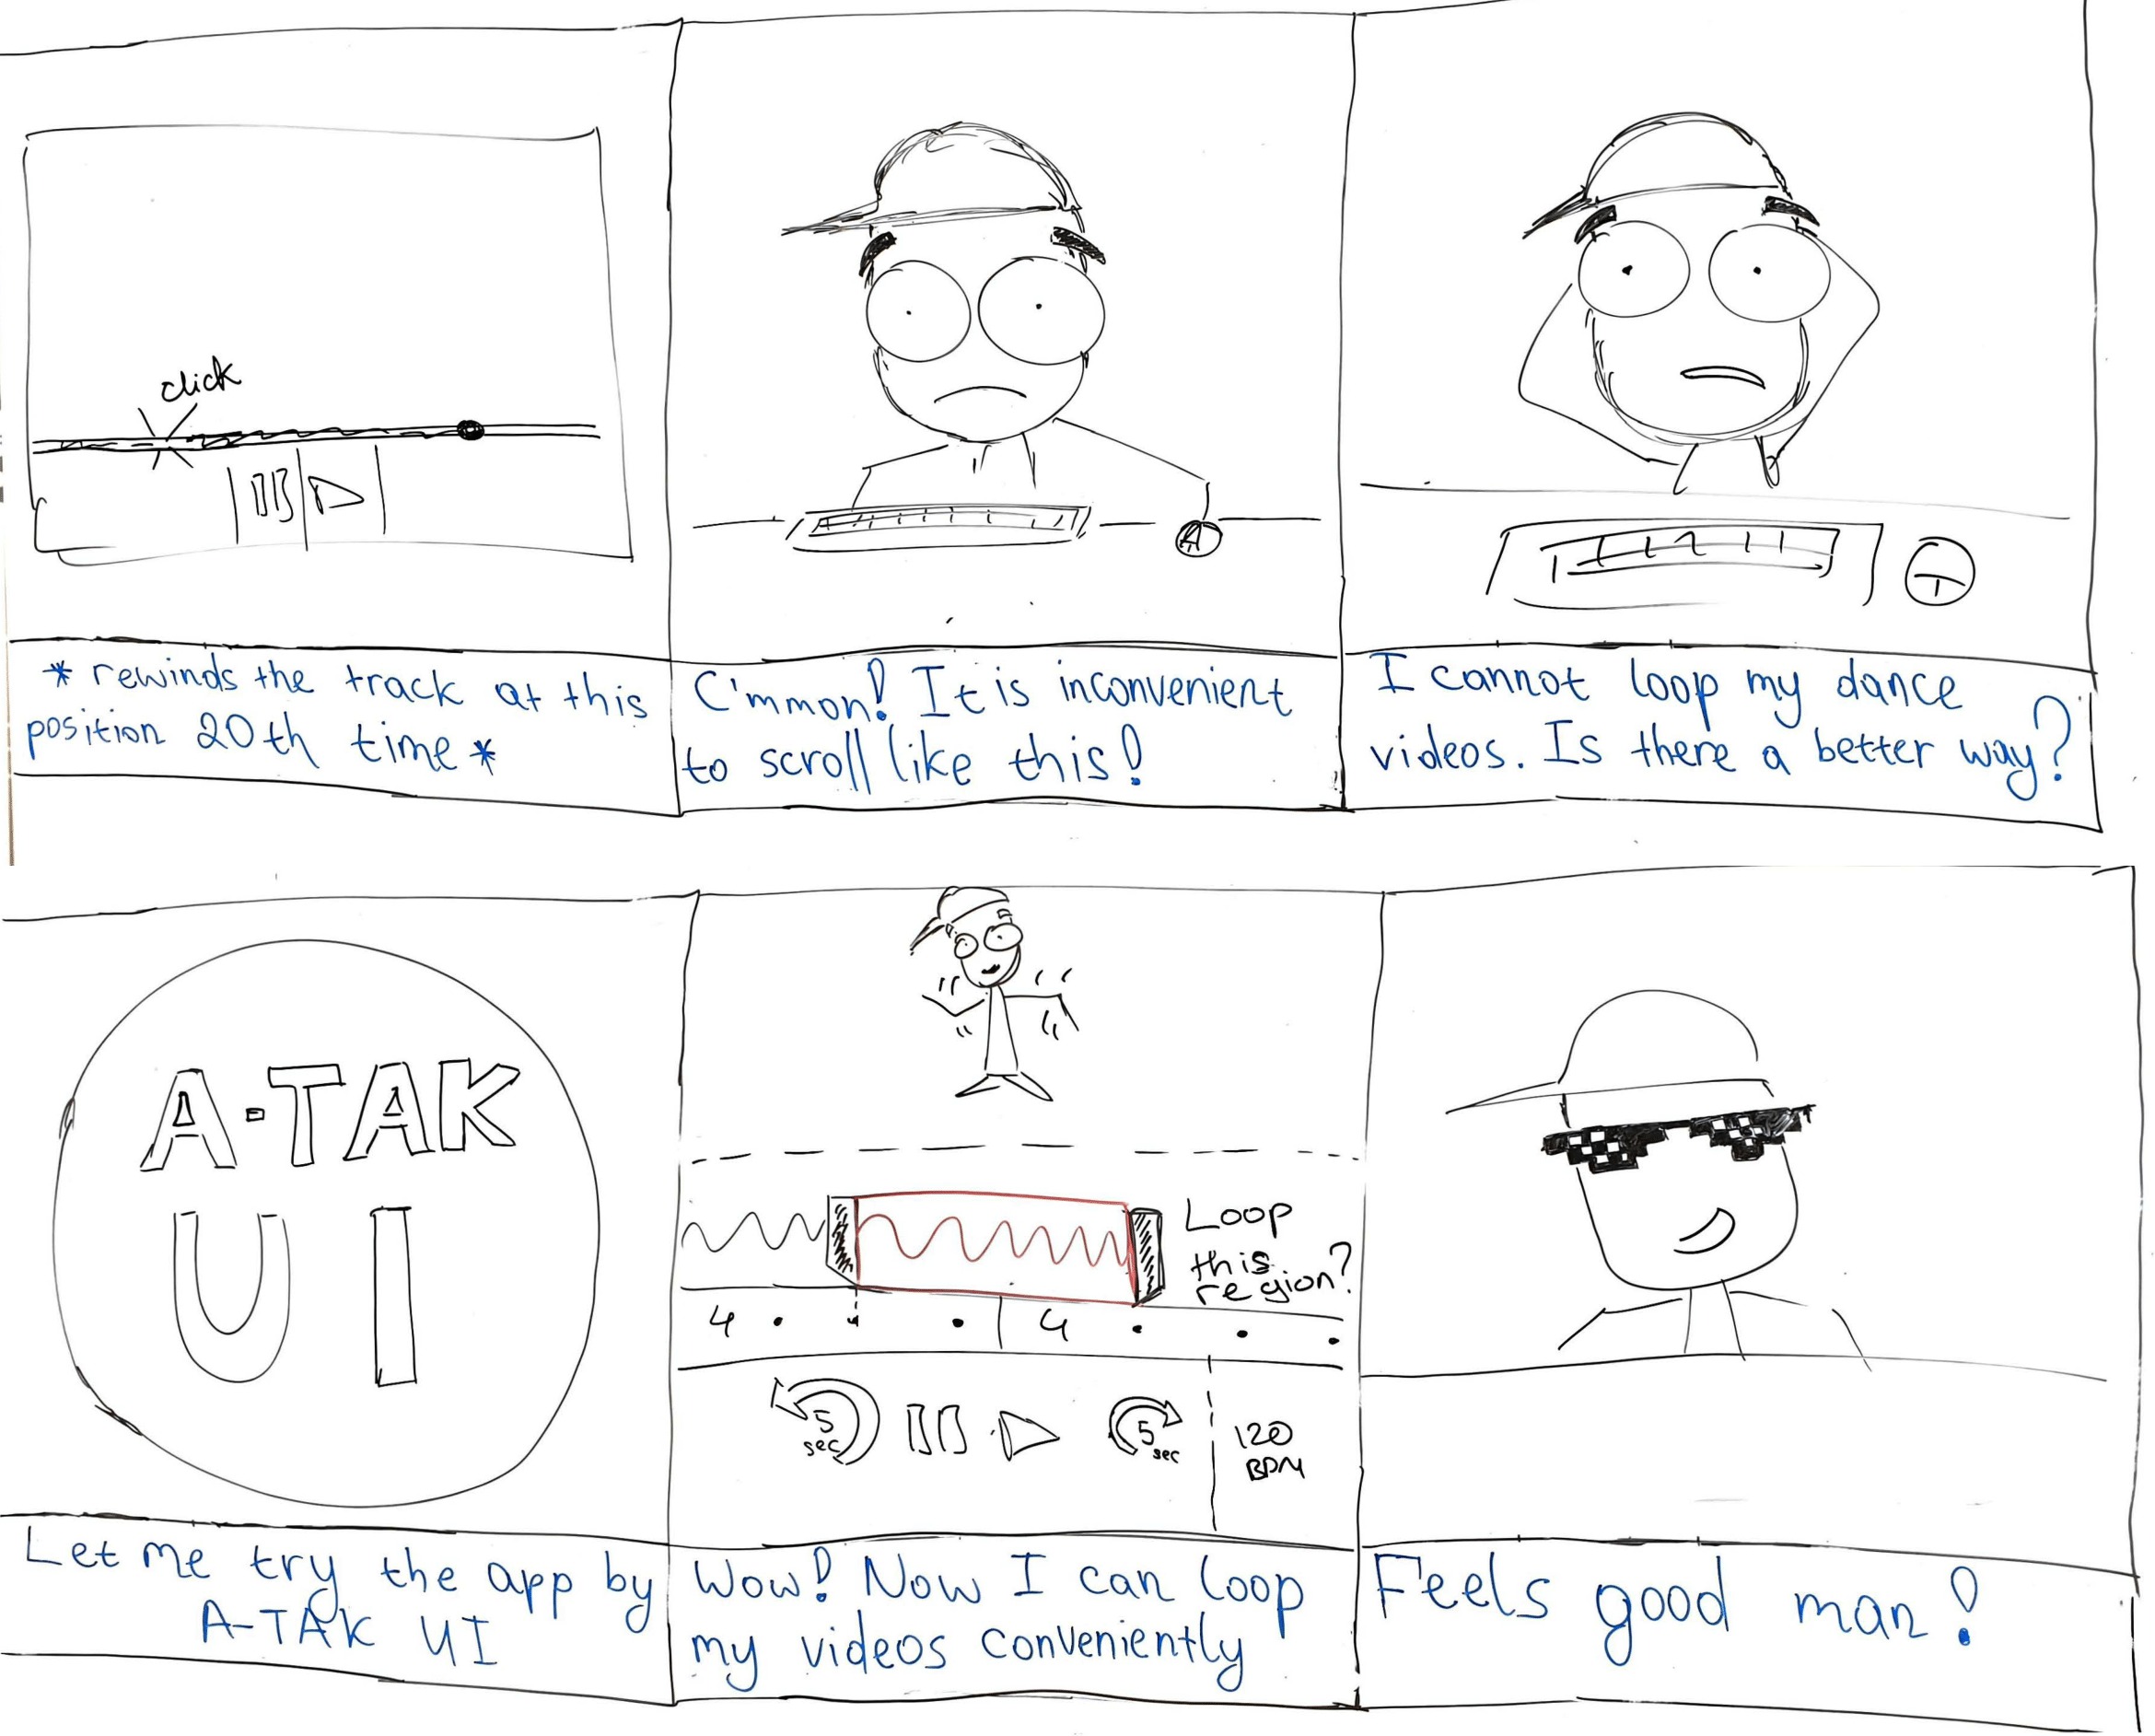 click
* rewinds the track at this
position 20th time *
C'mmon! It is inconvenient
to scroll like this!
I cannot loop my dance
videos. Is there a better way?
A-TAK
UI
Let me try the app by
A-TAK UI
Loop
this
region?
4 • • • 4 • • •
5
sec
5
sec
120
BPM
Wow! Now I can loop
my videos conveniently
Feels good man!